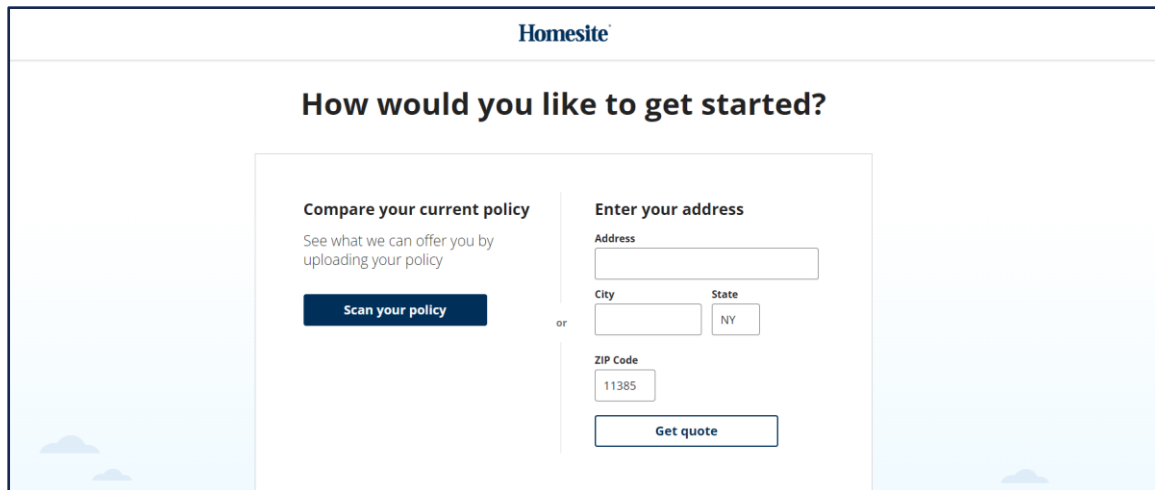 Homesite
How would you like to get started?
Compare your current policy
See what we can offer you by
uploading your policy
Scan your policy
or
Enter your address
Address
City State
NY
ZIP Code
11385
Get quote